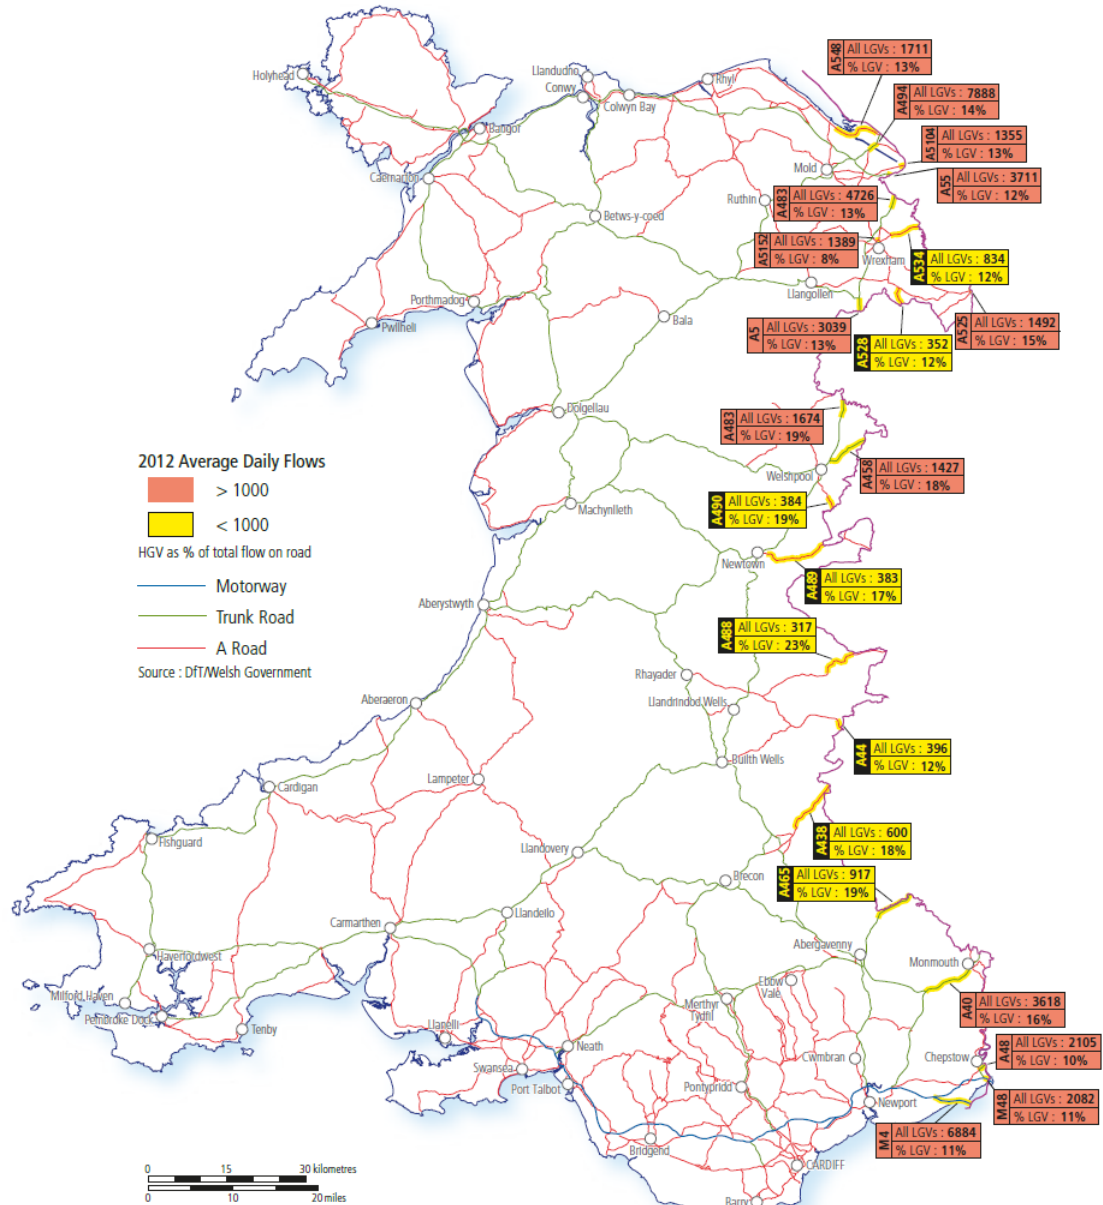 A548
All LGVs : 1711
% LGV : 13%
Holyhead
Llandudno
Conwy
Colwyn Bay
Rhyl
A494
All LGVs : 7888
% LGV : 14%
Bangor
A5104
All LGVs : 1355
% LGV : 13%
Mold
A55
All LGVs : 3711
% LGV : 12%
Caernarfon
A483
All LGVs : 4726
% LGV : 13%
Ruthin
Betws-y-coed
A5152
All LGVs : 1389
% LGV : 8%
Wrexham
A534
All LGVs : 834
% LGV : 12%
Llangollen
Porthmadog
Pwllheli
Bala
A5
All LGVs : 3039
% LGV : 13%
A528
All LGVs : 352
% LGV : 12%
A525
All LGVs : 1492
% LGV : 15%
Dolgellau
A483
All LGVs : 1674
% LGV : 19%
2012 Average Daily Flows
> 1000
< 1000
HGV as % of total flow on road
Motorway
Trunk Road
A Road
Source : DfT/Welsh Government
Welshpool
A458
All LGVs : 1427
% LGV : 18%
A490
All LGVs : 384
% LGV : 19%
Machynlleth
Newtown
A489
All LGVs : 383
% LGV : 17%
Aberystwyth
A488
All LGVs : 317
% LGV : 23%
Rhayader
Llandrindod Wells
Aberaeron
A44
All LGVs : 396
% LGV : 12%
Builth Wells
Lampeter
Cardigan
A438
All LGVs : 600
% LGV : 18%
Fishguard
Llandovery
A465
All LGVs : 917
% LGV : 19%
Brecon
Llandeilo
Carmarthen
Abergavenny
Monmouth
Haverfordwest
Ebbw
Vale
Merthyr
Tydfil
Milford Haven
Pembroke Dock
Tenby
A40
All LGVs : 3618
% LGV : 16%
Llanelli
Neath
Cwmbran
Chepstow
A48
All LGVs : 2105
% LGV : 10%
Swansea
Port Talbot
Pontypridd
Newport
M48
All LGVs : 2082
% LGV : 11%
M4
All LGVs : 6884
% LGV : 11%
Bridgend
CARDIFF
Barry
0 15 30 kilometres
0 10 20 miles